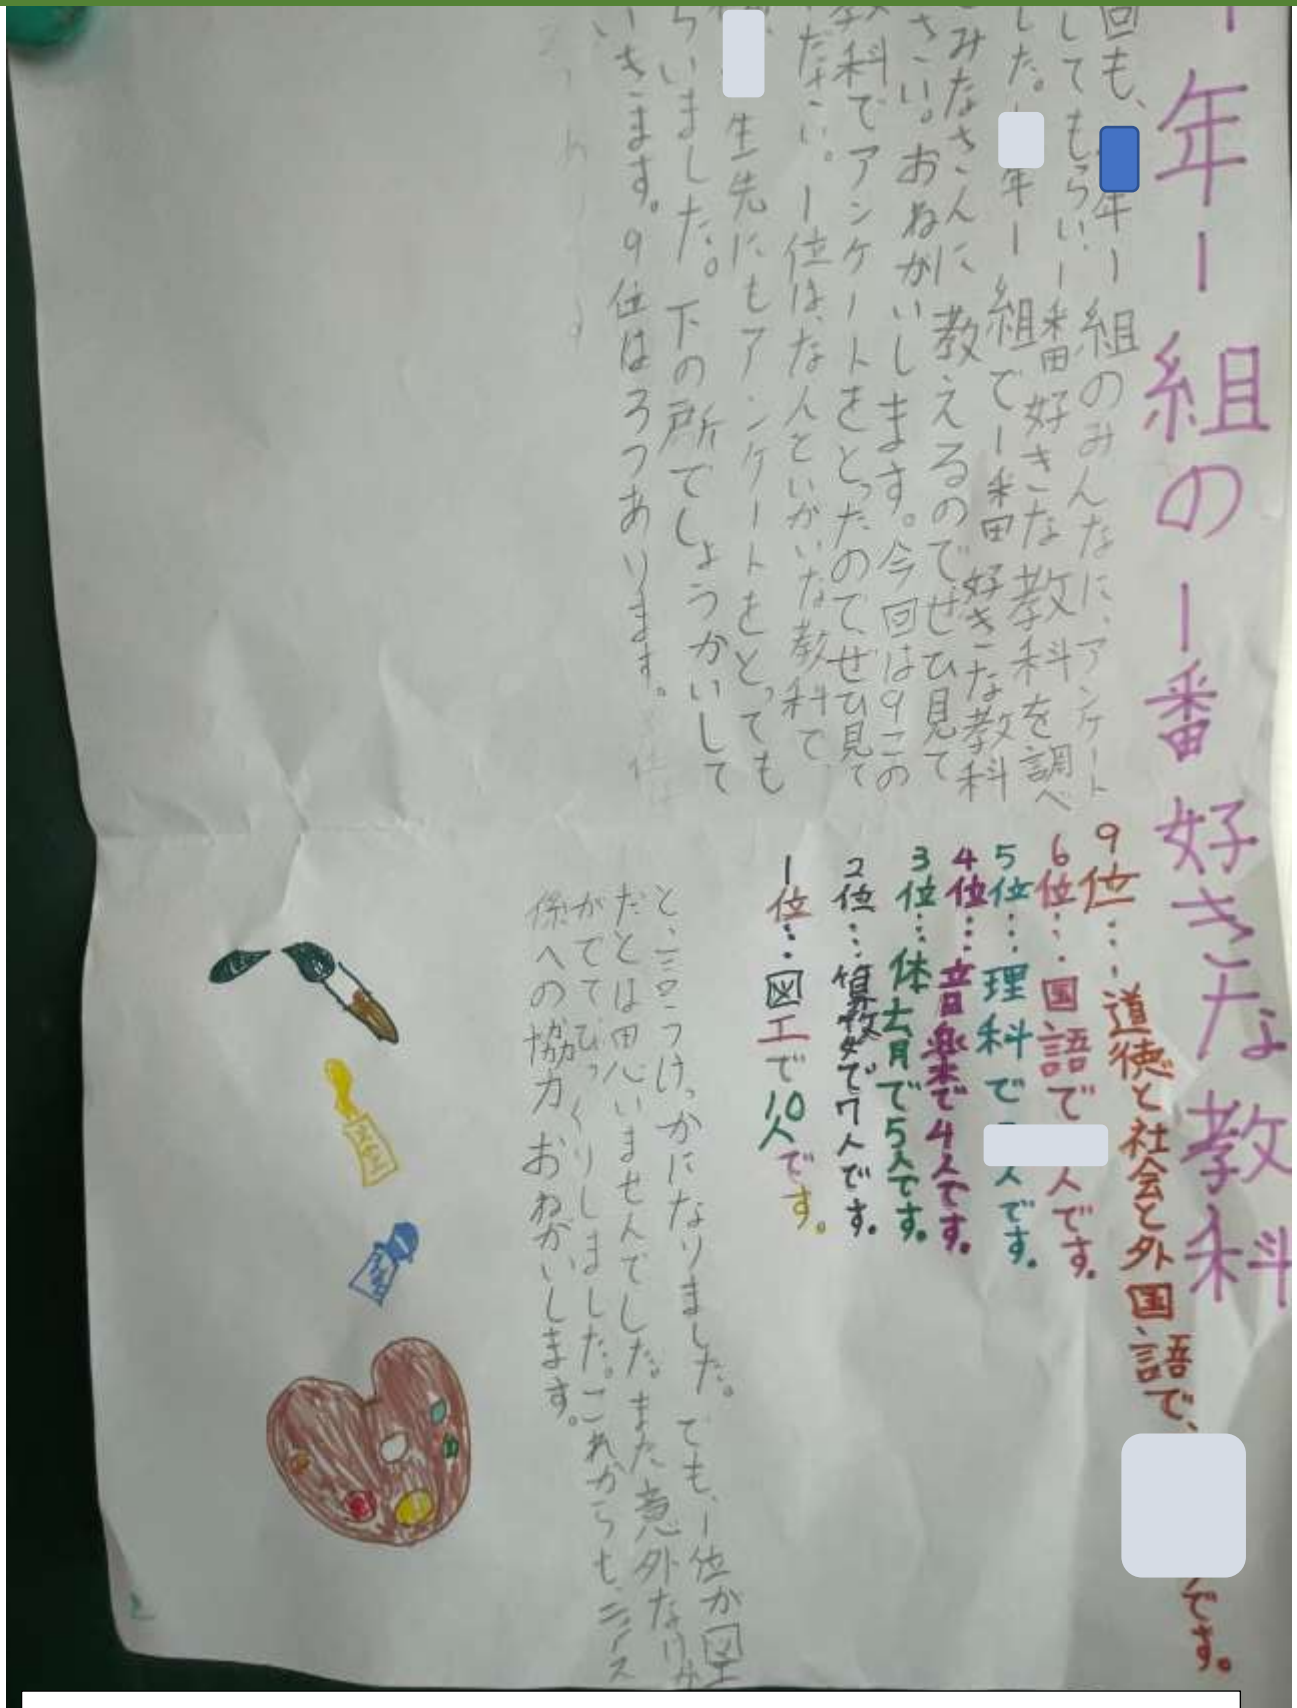 年一組の一番好きな教科
回も、年一組のみんなに、アンケート
してもらい一番好きな教科を調べ
した。年一組で一番好きな教科
みなさんに教えるのでぜひ見て
さい。おねがいします。今回は9この
教科でアンケートをとったので、ぜひ見て
ださい。1位は、な人といがいな教科で、
生先にもアンケートをとっても
らいました。下の所でしょうかいして
いきます。9位はろつあります。
9位…道徳と社会と外国語で、です。
6位…国語で人です。
5位…理科で人です。
4位…音楽で4人です。
3位…体育で5人です。
2位…算数で7人です。
1位…図工で10人です。
と、言うけっかになりました。でも、1位が図工
だとは思いませんでした。また意外な
がでてびっくりしました。これからも、ニュース
係への協力おねがいします。